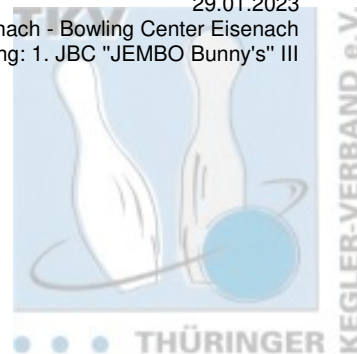 29.01.2023
nach - Bowling Center Eisenach
ng: 1. JBC "JEMBO Bunny's" III
TKV
THÜRINGER
KEGLER-VERBAND e.V.